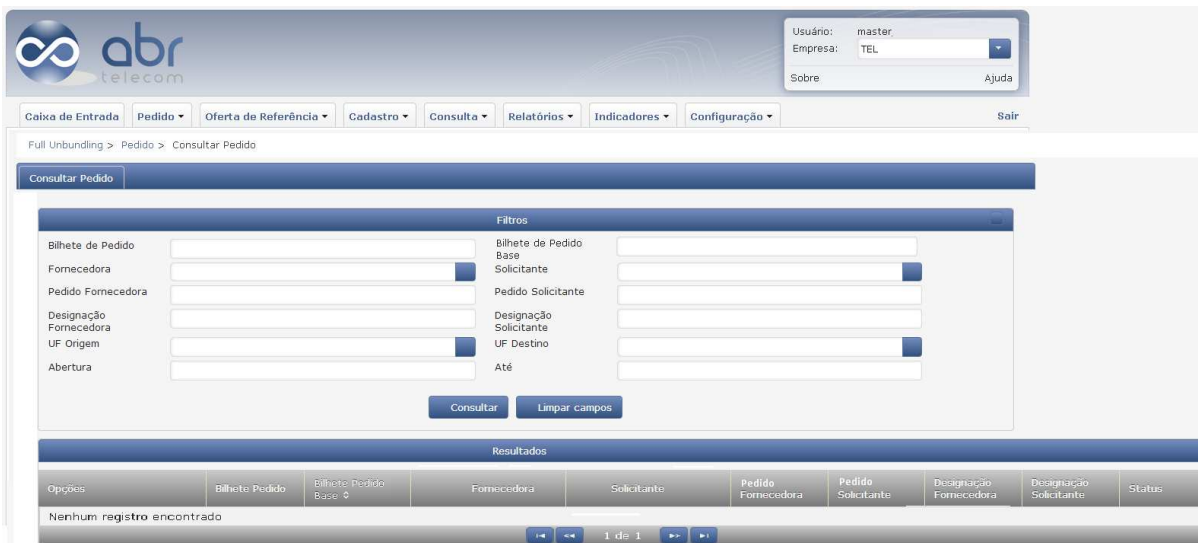 abr
telecom
Usuário: master
Empresa: TEL
Sobre Ajuda
Caixa de Entrada Pedido Oferta de Referência Cadastro Consulta Relatórios Indicadores Configuração Sair
Full Unbundling > Pedido > Consultar Pedido
Consultar Pedido
Filtros
Bilhete de Pedido
Bilhete de Pedido
Base
Fornecedora Solicitante
Pedido Fornecedora Pedido Solicitante
Designação
Fornecedora
Designação
Solicitante
UF Origem UF Destino
Abertura Até
Consultar Limpar campos
Resultados
Opções Bilhete Pedido
Bilhete Pedido
Base
Fornecedora Solicitante
Pedido
Fornecedora
Pedido
Solicitante
Designação
Fornecedora
Designação
Solicitante
Status
Nenhum registro encontrado
1 de 1